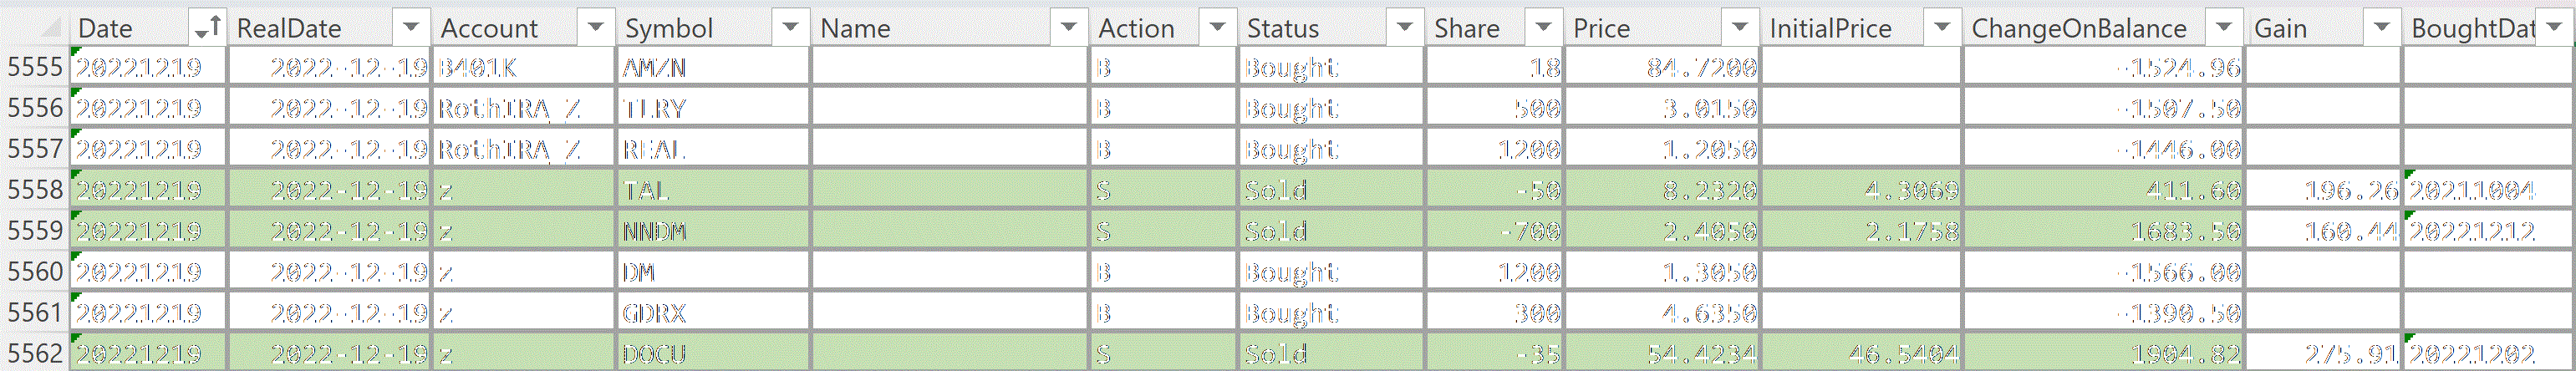 Date RealDate Account Symbol Name Action Status Share Price InitialPrice ChangeOnBalance Gain BoughtDat
5555 20221219 2022-12-19 B401K AMZN B Bought 18 84.7200 -1524.96
5556 20221219 2022-12-19 RothIRA_Z TLRY B Bought 500 3.0150 -1507.50
5557 20221219 2022-12-19 RothIRA_Z REAL B Bought 1200 1.2050 -1446.00
5558 20221219 2022-12-19 z TAL S Sold -50 8.2320 4.3069 411.60 196.26 20211004
5559 20221219 2022-12-19 z NNDM S Sold -700 2.4050 2.1758 1683.50 160.44 20221212
5560 20221219 2022-12-19 z DM B Bought 1200 1.3050 -1566.00
5561 20221219 2022-12-19 z GDRX B Bought 300 4.6350 -1390.50
5562 20221219 2022-12-19 z DOCU S Sold -35 54.4234 46.5404 1904.82 275.91 20221202